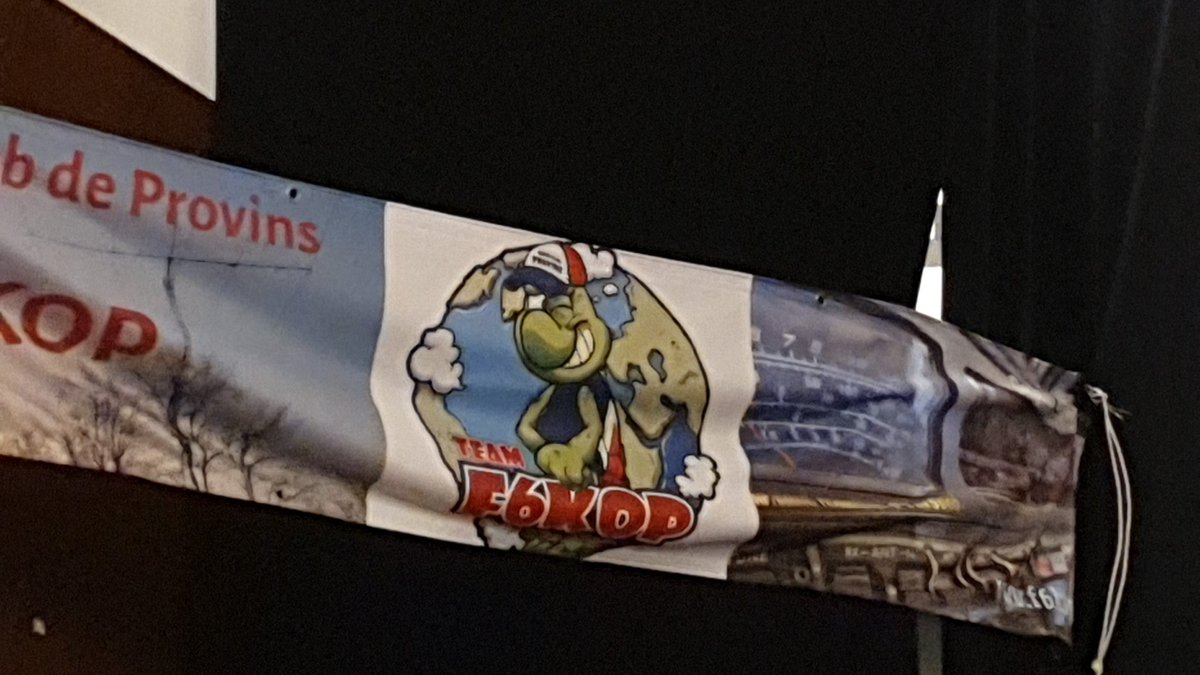 b de Provins
KOP
TEAM
F6KOP